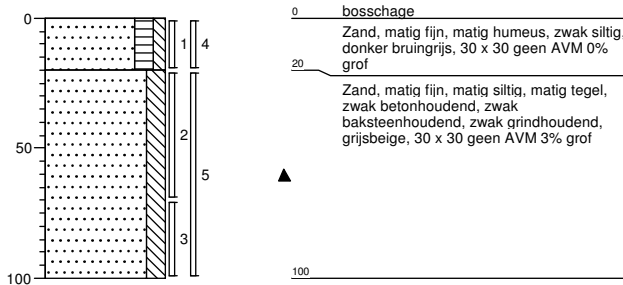 0
50
100
1
4
2
5
3
0
bosschage
Zand, matig fijn, matig humeus, zwak siltig,
donker bruingrijs, 30 x 30 geen AVM 0%
grof
20
Zand, matig fijn, matig siltig, matig tegel,
zwak betonhoudend, zwak
baksteenhoudend, zwak grindhoudend,
grijsbeige, 30 x 30 geen AVM 3% grof
100